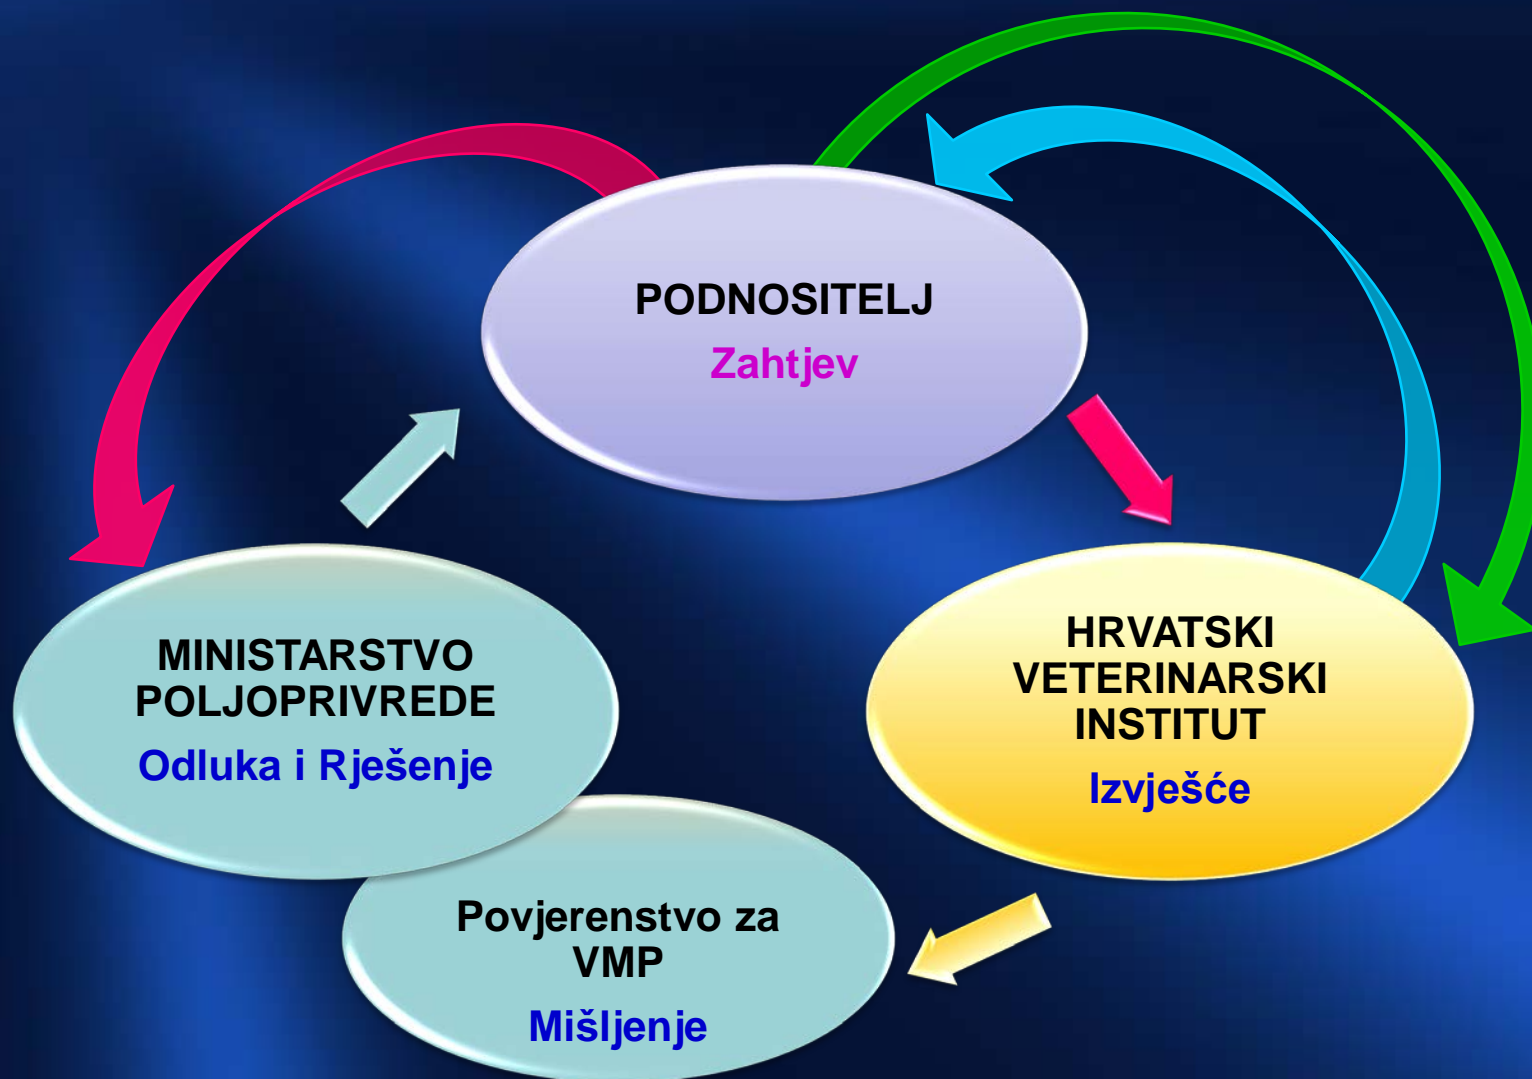 PODNOSITELJ
Zahtjev
MINISTARSTVO
POLJOPRIVREDE
Odluka i Rješenje
HRVATSKI
VETERINARSKI
INSTITUT
Izvješće
Povjerenstvo za
VMP
Mišljenje